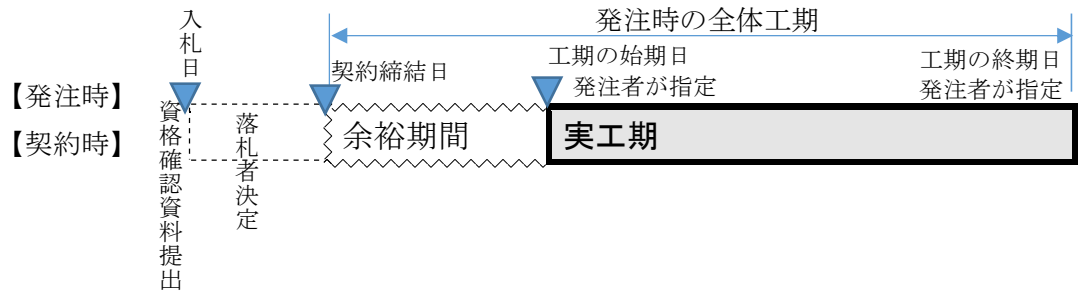 発注時の全体工期
入札日
契約締結日
工期の始期日
発注者が指定
工期の終期日
発注者が指定
【発注時】
【契約時】
資格確認資料提出
落札者決定
余裕期間
実工期